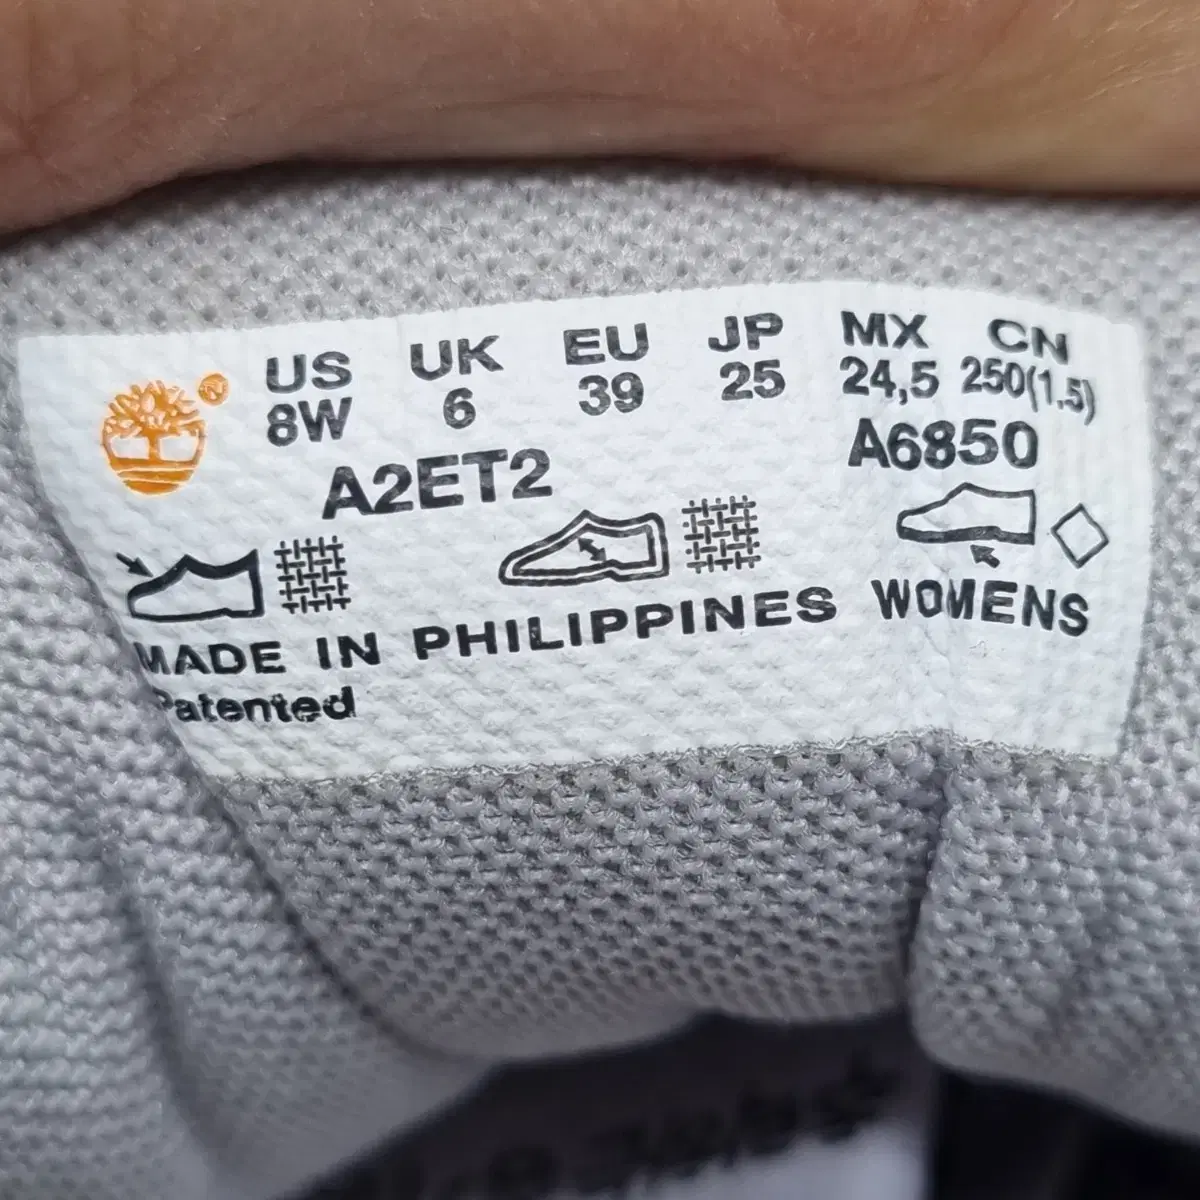 US UK EU JP MX CN
8W 6 39 25 24,5 250(1.5)
A2ET2 A6850
MADE IN PHILIPPINES WOMENS
Patented